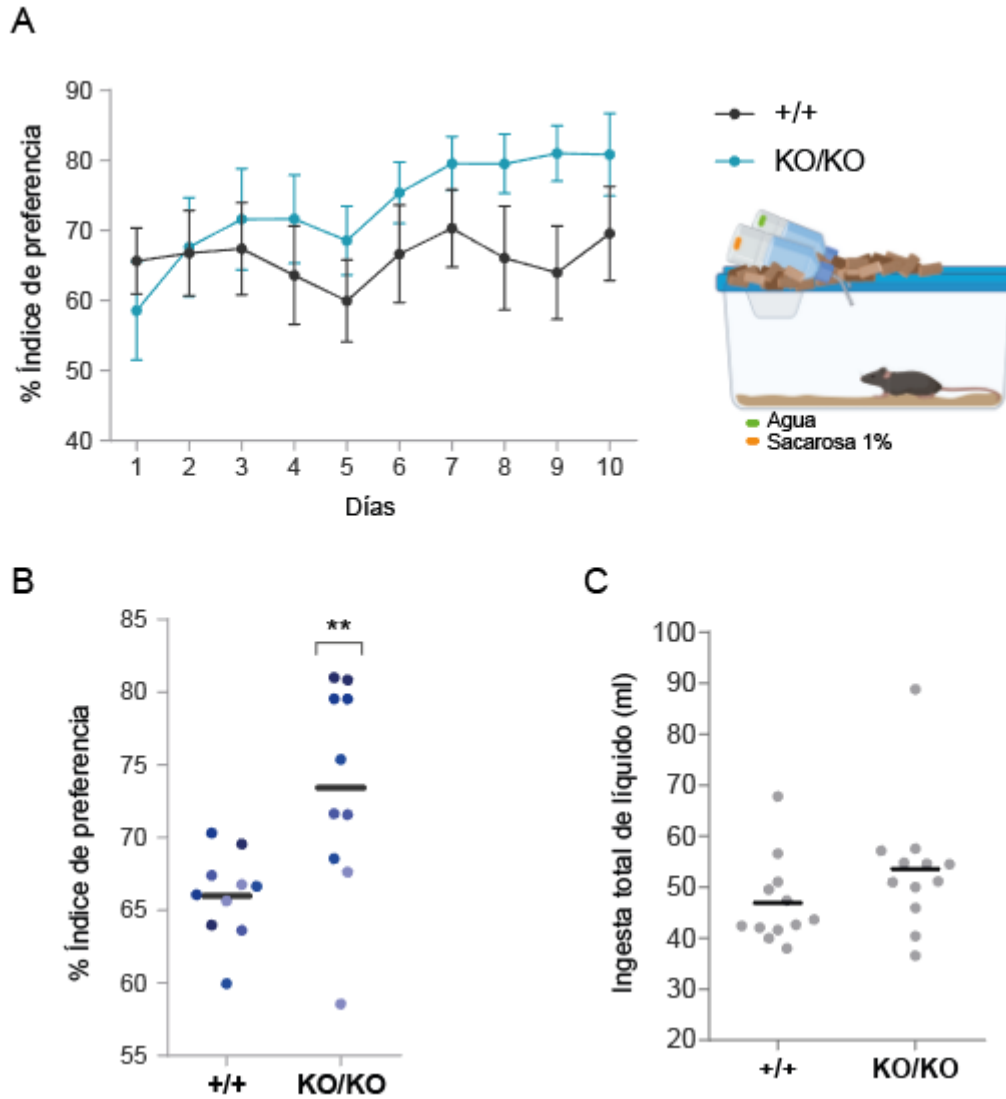 A
90
80
70
60
50
40
% índice de preferencia
1 2 3 4 5 6 7 8 9 10
Días
+/+
KO/KO
Agua
Sacarosa 1%
B
85
80
75
70
65
60
55
% índice de preferencia
**
+/+ KO/KO
C
100
90
80
70
60
50
40
30
20
Ingesta total de líquido (ml)
+/+ KO/KO